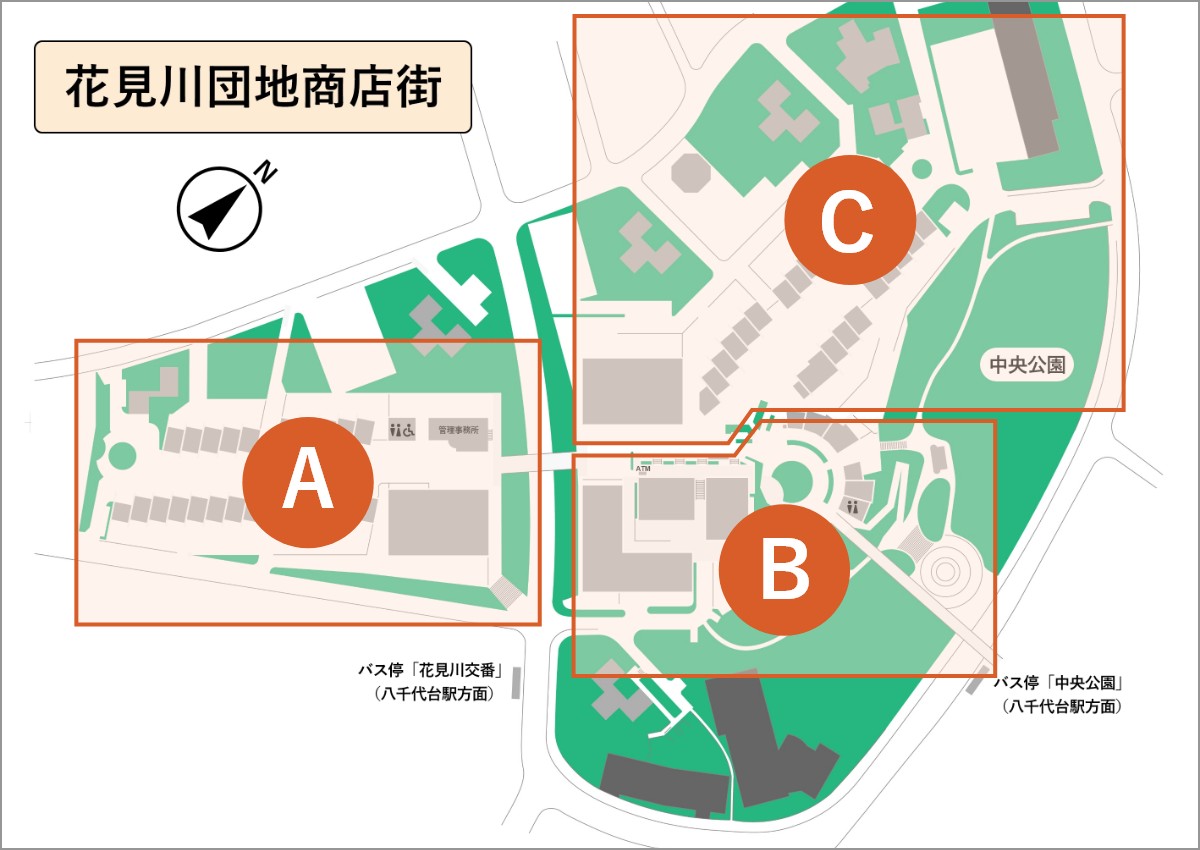 花見川団地商店街
N
C
中央公園
管理事務所
A
ATM
B
バス停「花見川交番」
（八千代台駅方面）
バス停「中央公園」
（八千代台駅方面）